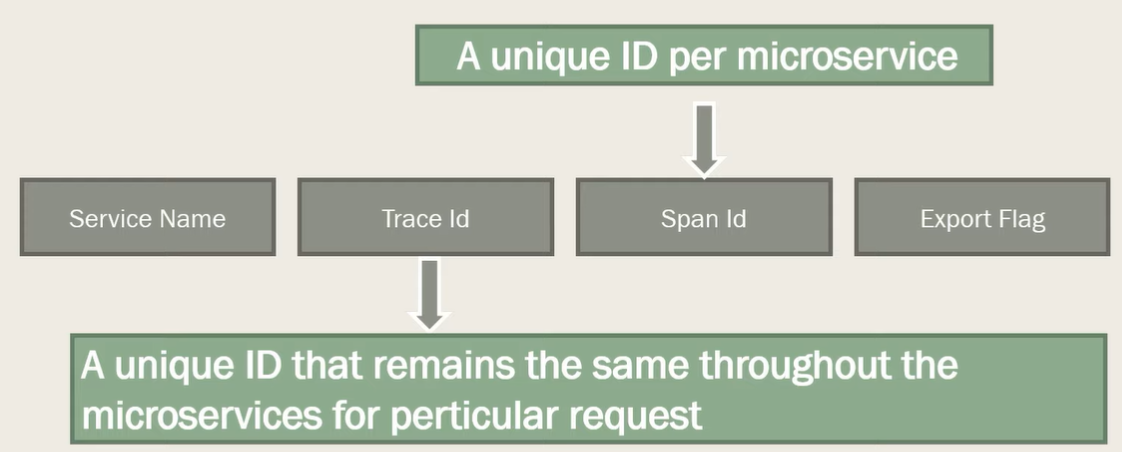 A unique ID per microservice
Service Name
Trace Id
Span Id
Export Flag
A unique ID that remains the same throughout the
microservices for perticular request